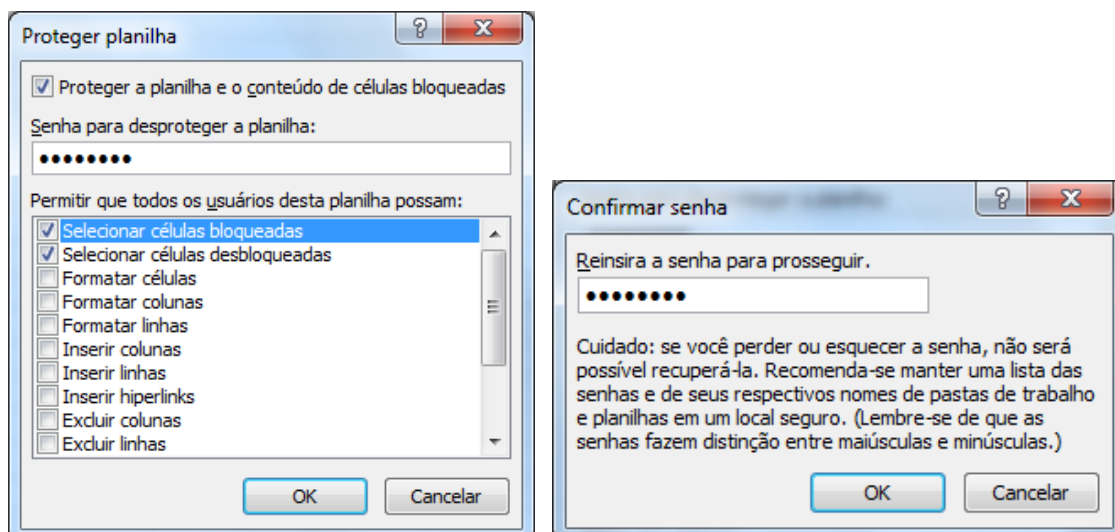 Proteger planilha
Proteger a planilha e o conteúdo de células bloqueadas
Senha para desproteger a planilha:
••••••••
Permitir que todos os usuários desta planilha possam:
Selecionar células bloqueadas
Selecionar células desbloqueadas
Formatar células
Formatar colunas
Formatar linhas
Inserir colunas
Inserir linhas
Inserir hiperlinks
Excluir colunas
Excluir linhas
OK Cancelar
Confirmar senha
Reinsira a senha para prosseguir.
••••••••
Cuidado: se você perder ou esquecer a senha, não será
possível recuperá-la. Recomenda-se manter uma lista das
senhas e de seus respectivos nomes de pastas de trabalho
e planilhas em um local seguro. (Lembre-se de que as
senhas fazem distinção entre maiúsculas e minúsculas.)
OK Cancelar